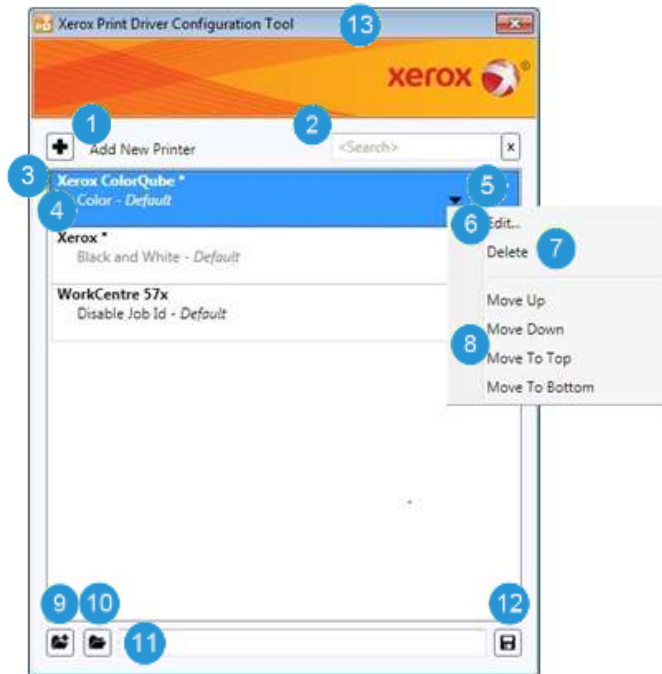 Xerox Print Driver Configuration Tool 13
xerox ®
1 2
+ Add New Printer <Search> x
3 Xerox ColorQube * 5
4 Color - Default
6 Edit...
Xerox *
Delete 7
Black and White - Default
WorkCentre 57x
Move Up
Disable Job Id - Default
Move Down
8
Move To Top
Move To Bottom
9 10 12
11